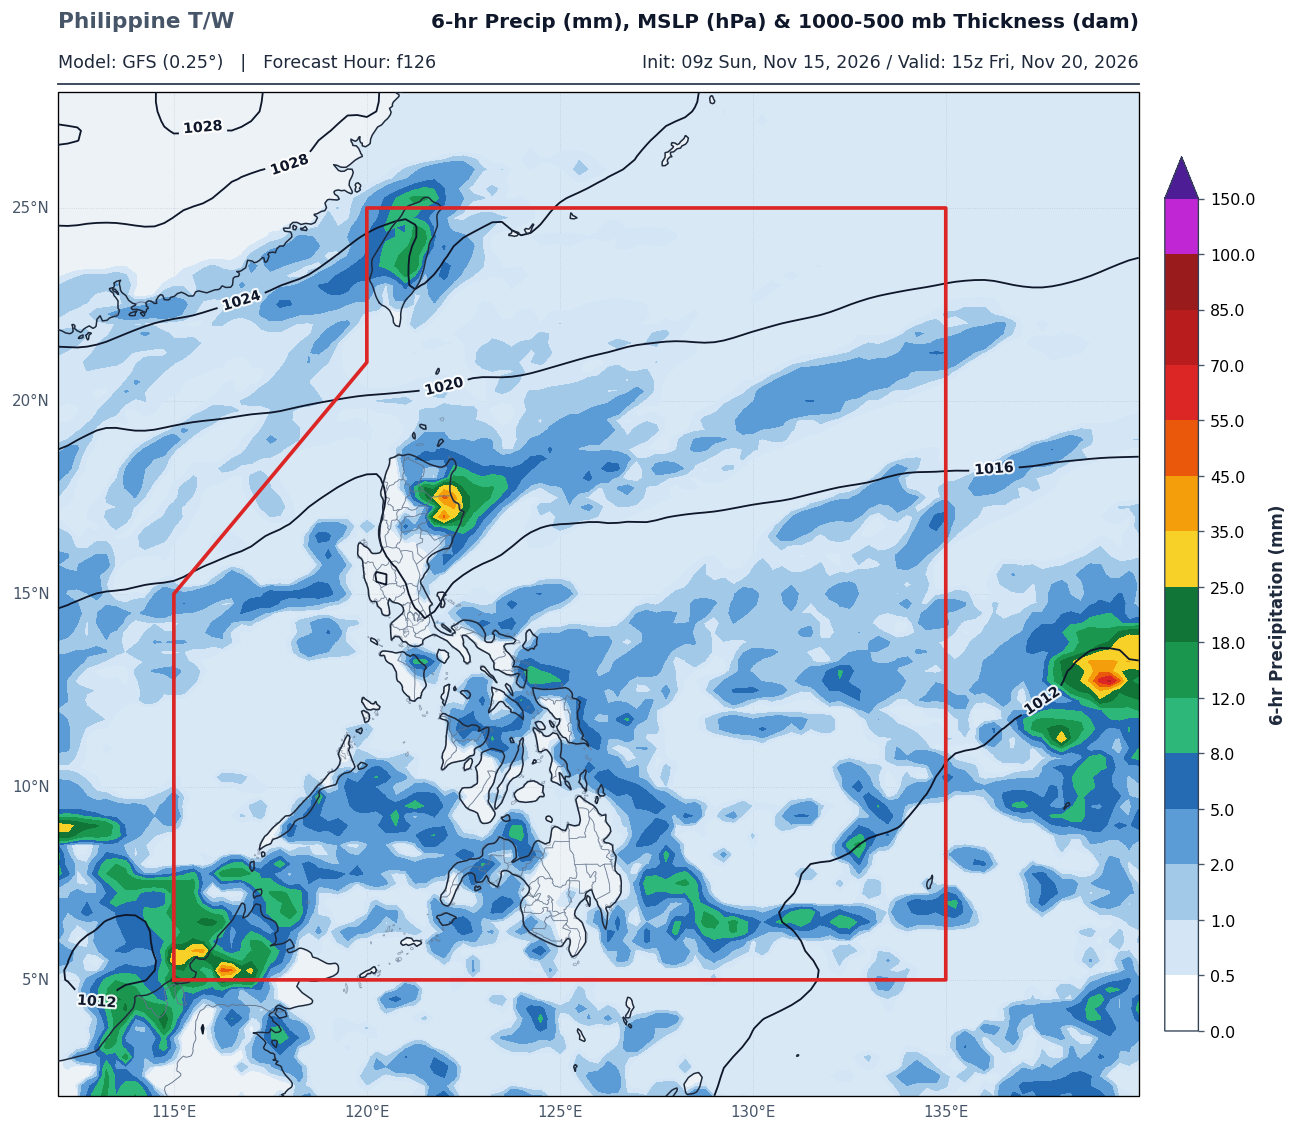 Philippine T/W
6-hr Precip (mm), MSLP (hPa) & 1000-500 mb Thickness (dam)
Model: GFS (0.25°) | Forecast Hour: f126
Init: 09z Sun, Nov 15, 2026 / Valid: 15z Fri, Nov 20, 2026
1028
1028
1024
1020
1016
1012
1012
25°N
20°N
15°N
10°N
5°N
115°E
120°E
125°E
130°E
135°E
150.0
100.0
85.0
70.0
55.0
45.0
35.0
25.0
18.0
12.0
8.0
5.0
2.0
1.0
0.5
0.0
6-hr Precipitation (mm)